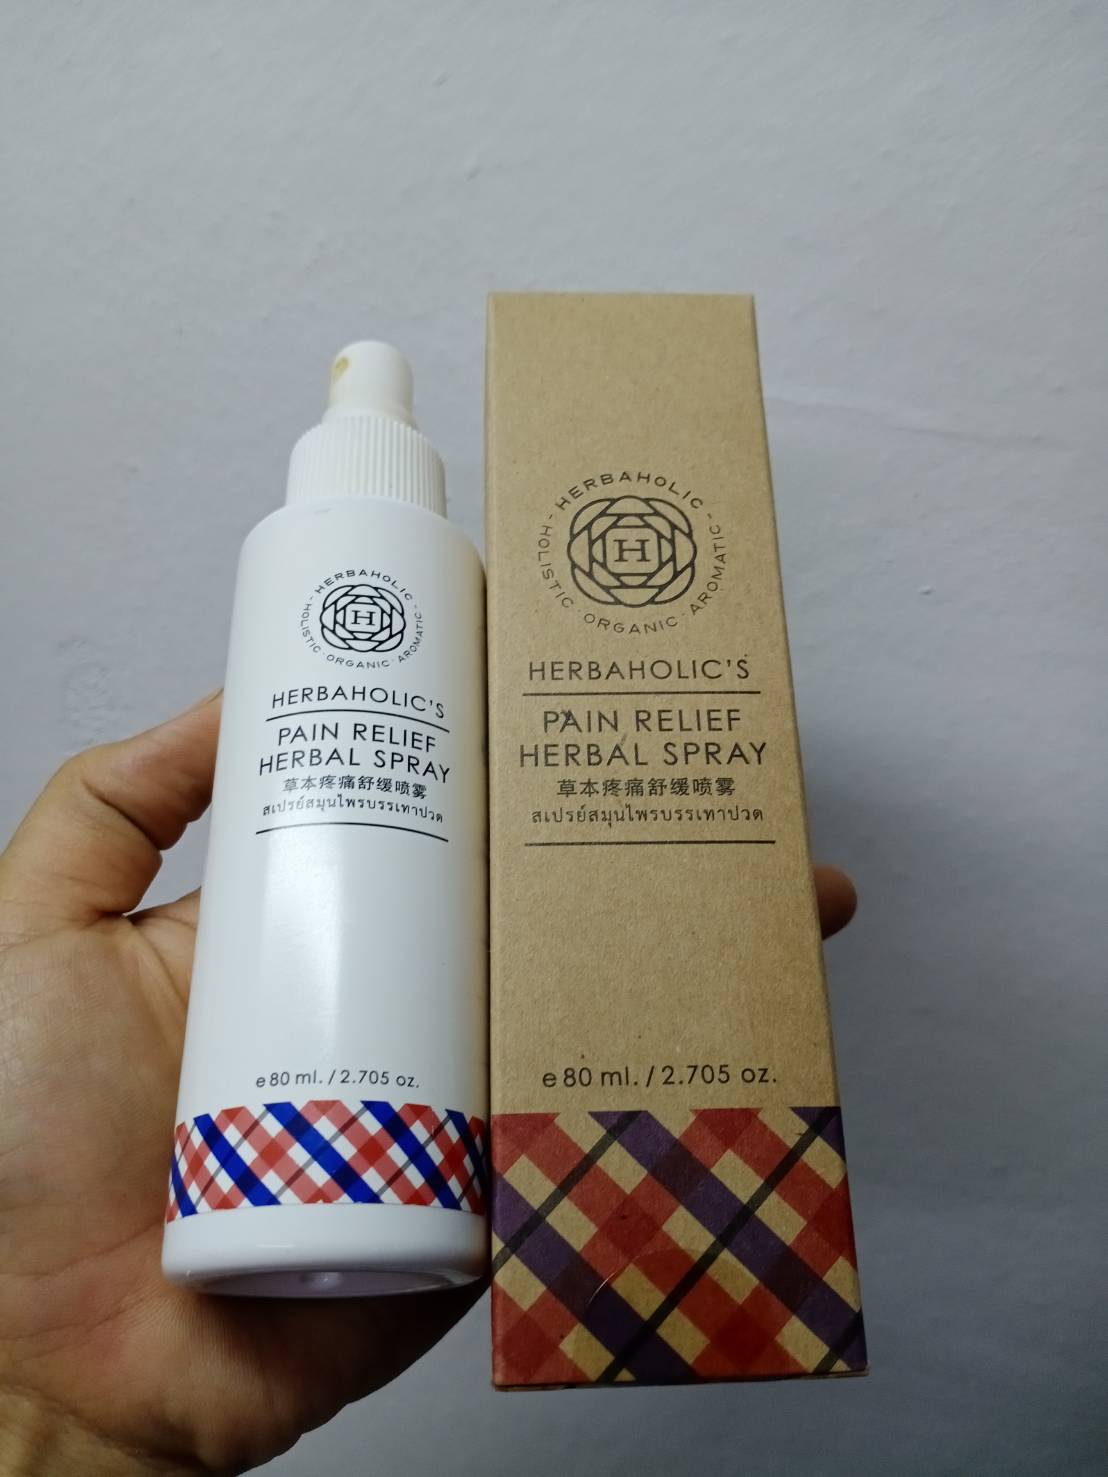 HERBAHOLIC - HOLISTIC · ORGANIC · AROMATIC -
H
HERBAHOLIC'S
PAIN RELIEF
HERBAL SPRAY
草本疼痛舒缓喷雾
สเปรย์สมุนไพรบรรเทาปวด
e 80 ml. / 2.705 oz.
HERBAHOLIC - HOLISTIC · ORGANIC · AROMATIC -
H
HERBAHOLIC'S
PAIN RELIEF
HERBAL SPRAY
草本疼痛舒缓喷雾
สเปรย์สมุนไพรบรรเทาปวด
e 80 ml. / 2.705 oz.